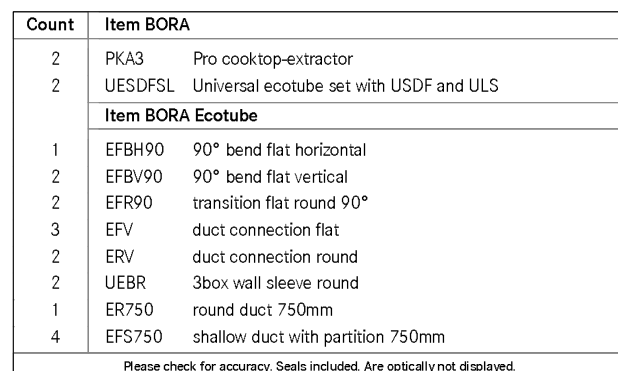 Count Item BORA
2 PKA3 Pro cooktop-extractor
2 UESDFSL Universal ecotube set with USDF and ULS
Item BORA Ecotube
1 EFBH90 90° bend flat horizontal
2 EFBV90 90° bend flat vertical
2 EFR90 transition flat round 90°
3 EFV duct connection flat
2 ERV duct connection round
2 UEBR 3box wall sleeve round
1 ER750 round duct 750mm
4 EFS750 shallow duct with partition 750mm
Please check for accuracy. Seals included. Are optically not displayed.